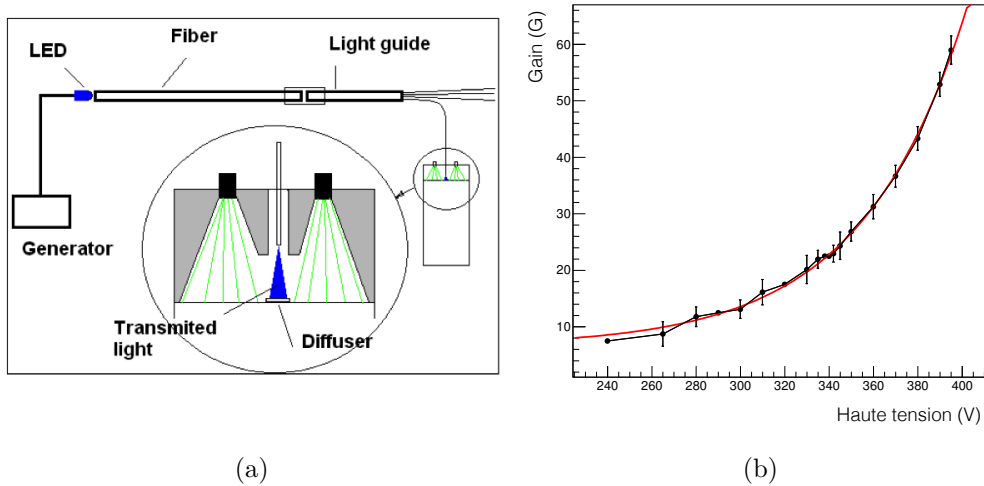 LED
Fiber
Light guide
Generator
Transmited
light
Diffuser
Gain (G)
60
50
40
30
20
10
240
260
280
300
320
340
360
380
400
Haute tension (V)
(a)
(b)